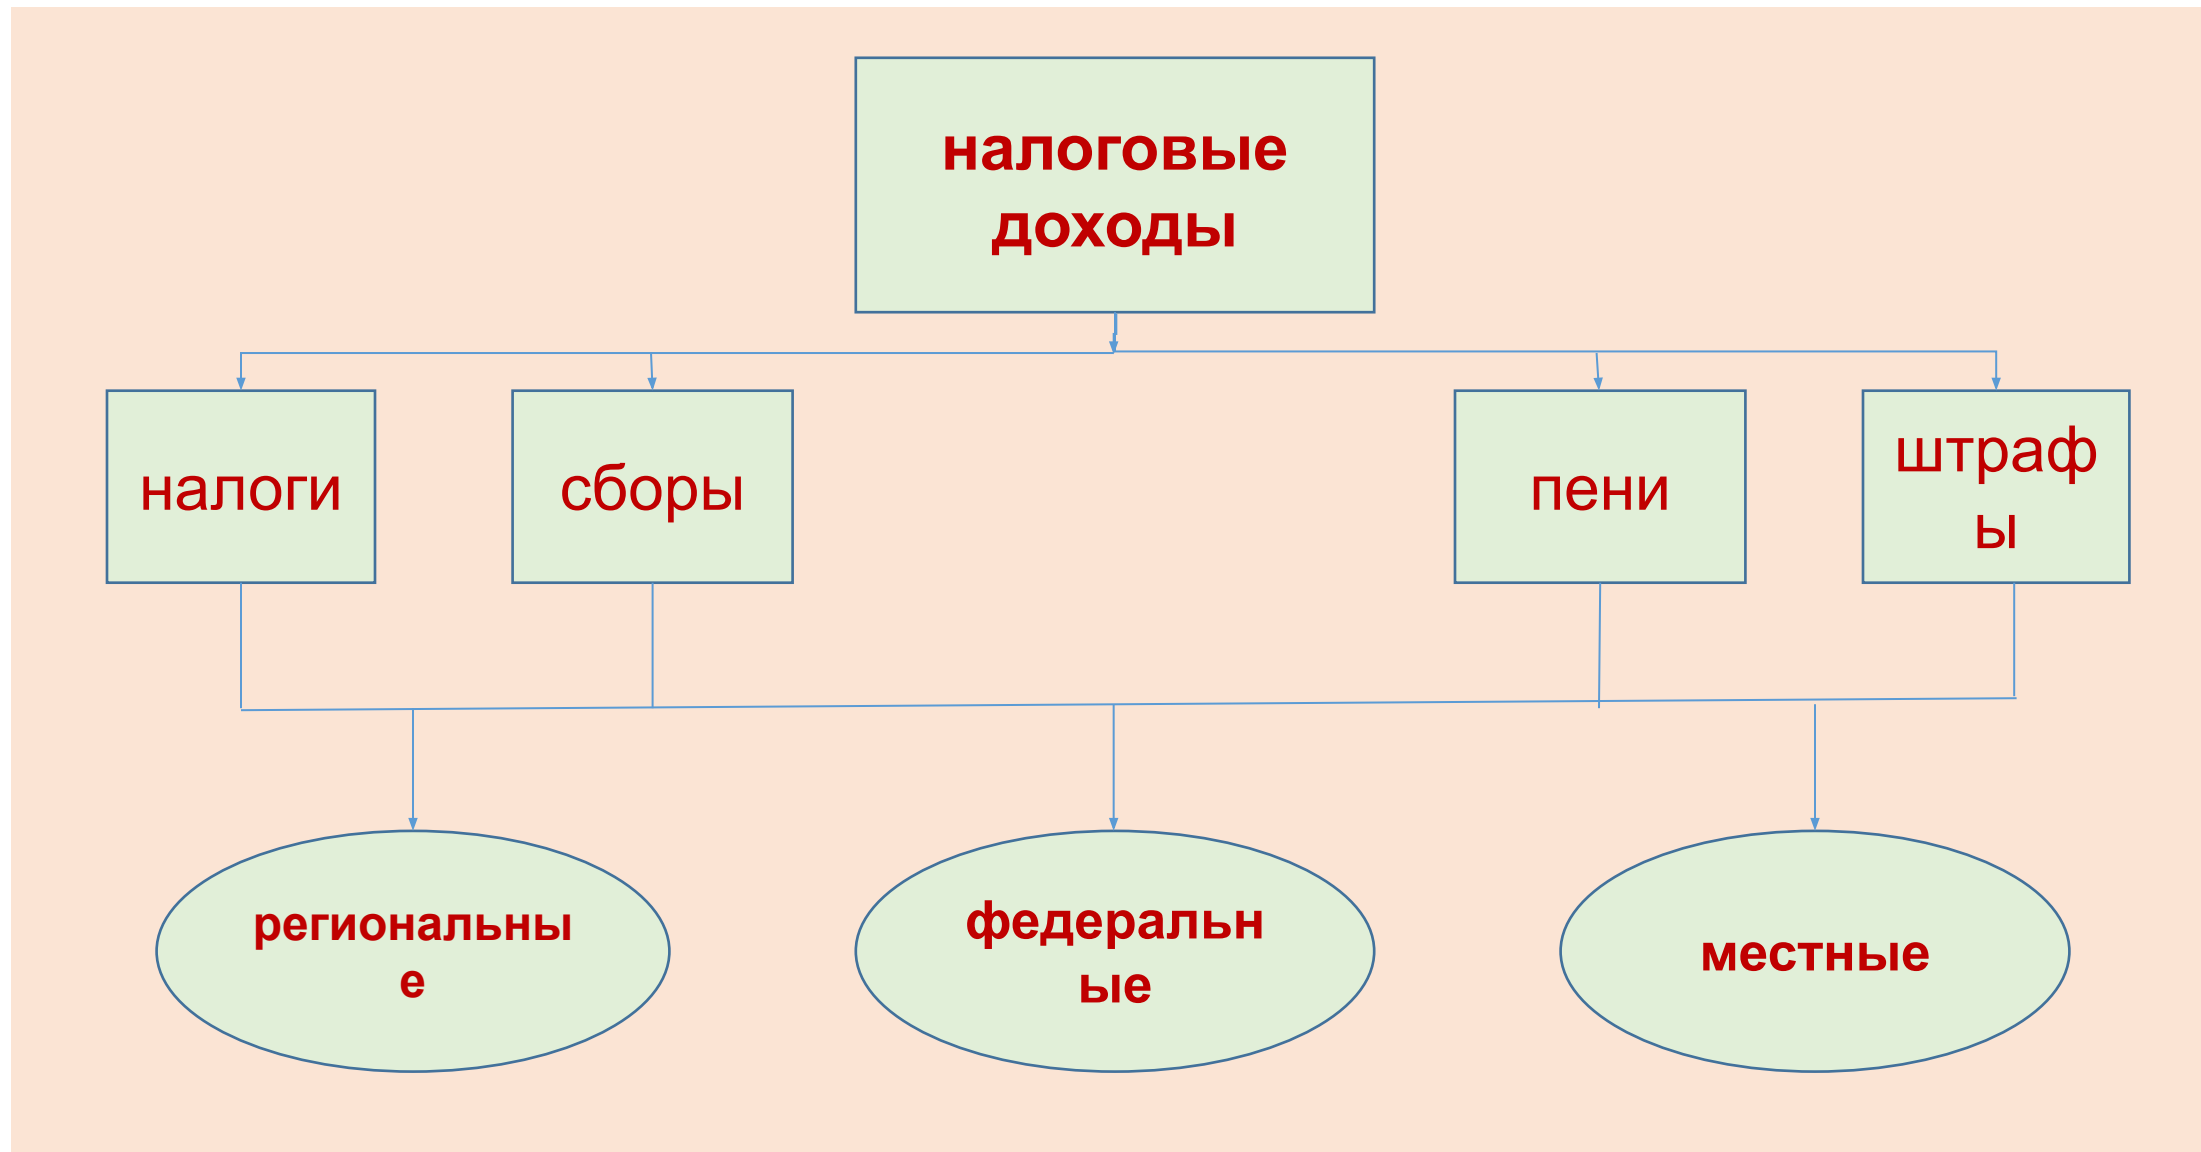 налоговые
доходы
налоги
сборы
пени
штраф
ы
региональны
е
федеральн
ые
местные